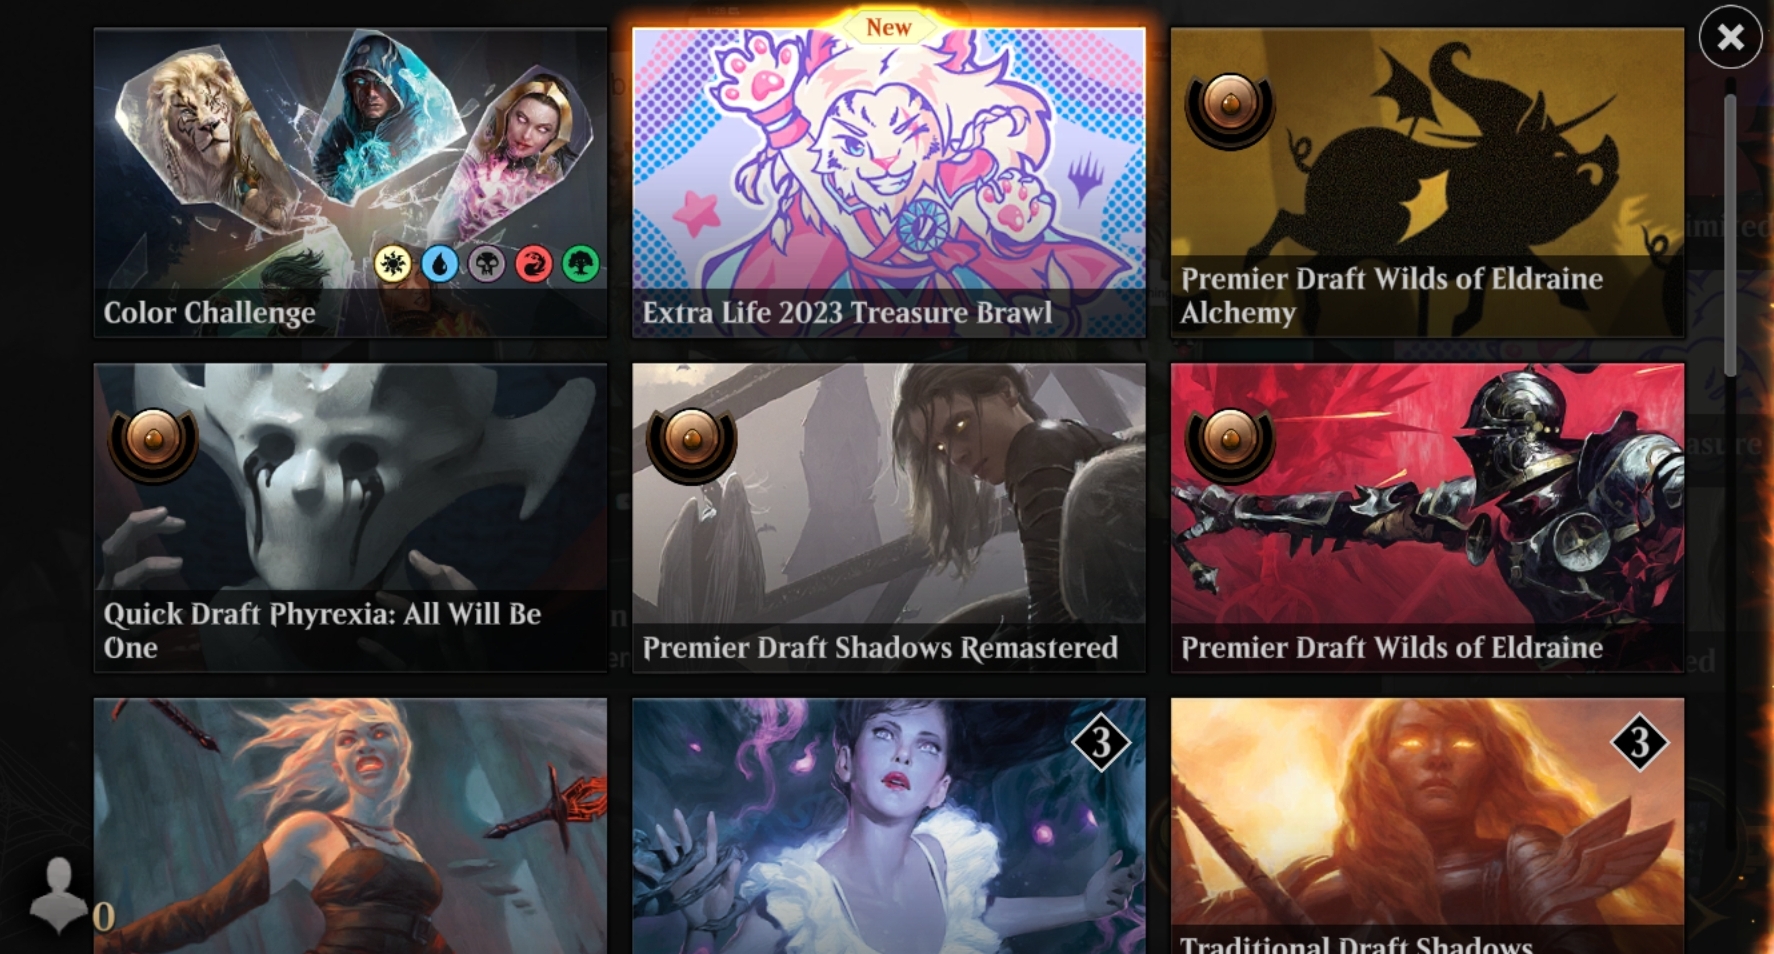 New
Color Challenge
Extra Life 2023 Treasure Brawl
Premier Draft Wilds of Eldraine
Alchemy
Quick Draft Phyrexia: All Will Be
One
Premier Draft Shadows Remastered
Premier Draft Wilds of Eldraine
3
3
0
Traditional Draft Shadows